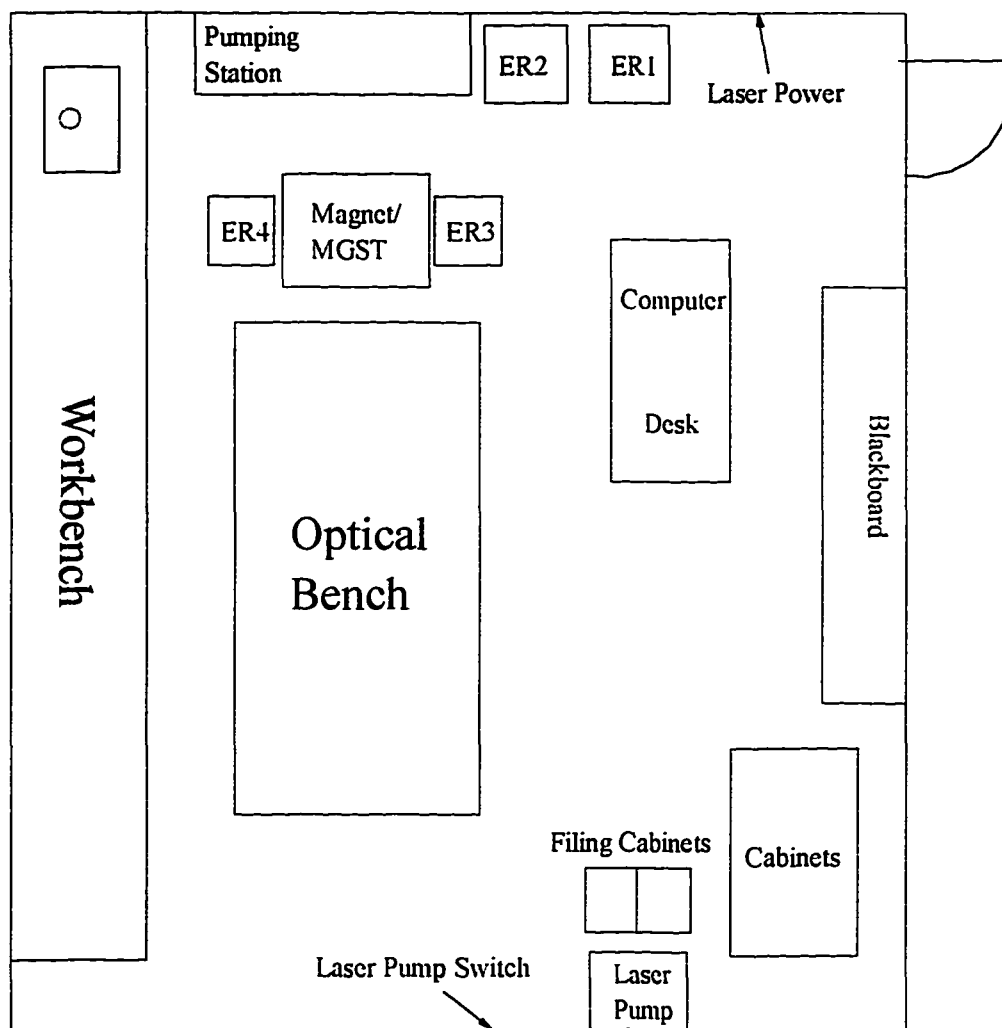 Pumping
Station
ER2
ER1
Laser Power
ER4
Magnet/
MGST
ER3
Computer
Desk
Blackboard
Workbench
Optical
Bench
Filing Cabinets
Cabinets
Laser Pump Switch
Laser
Pump